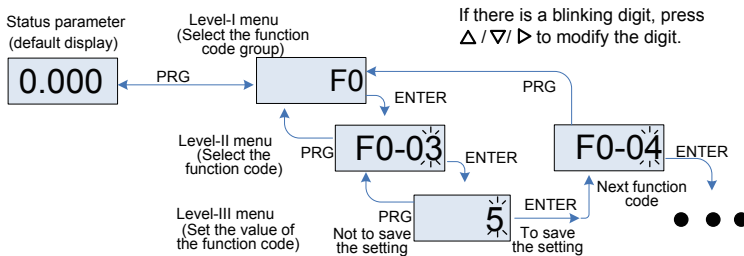 Status parameter
(default display)
0.000
PRG
Level-I menu
(Select the function
code group)
F0
ENTER
If there is a blinking digit, press
△ / ▽/ ▷ to modify the digit.
PRG
Level-II menu
(Select the
function code)
PRG
F0-03
ENTER
F0-04
ENTER
Next function
code
Level-III menu
(Set the value of
the function code)
PRG
Not to save
the setting
5
ENTER
To save
the setting